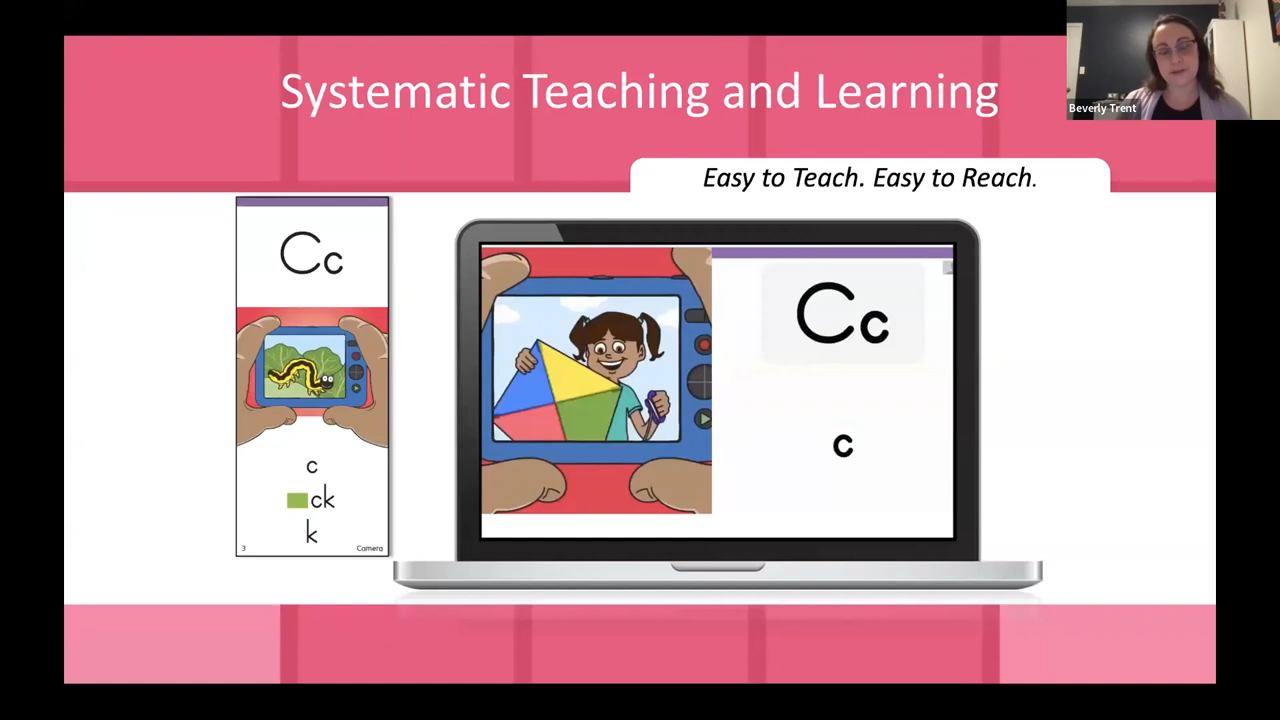 Systematic Teaching and Learning
Beverly Trent
Easy to Teach. Easy to Reach.
Cc
c
ck
k
3 Camera
Cc
c